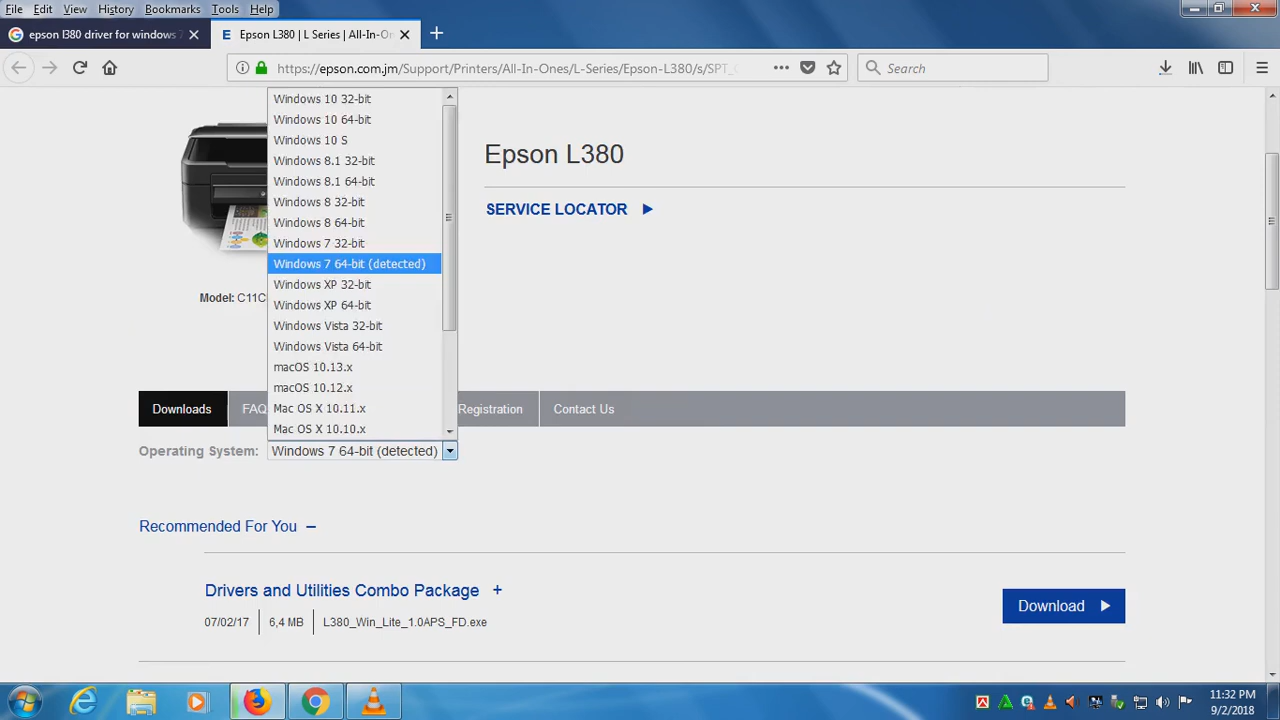 File Edit View History Bookmarks Tools Help
epson l380 driver for windows 7
Epson L380 | L Series | All-In-On
https://epson.com.jm/Support/Printers/All-In-Ones/L-Series/Epson-L380/s/SPT_
Search
Windows 10 32-bit
Windows 10 64-bit
Windows 10 S
Windows 8.1 32-bit
Windows 8.1 64-bit
Windows 8 32-bit
Windows 8 64-bit
Windows 7 32-bit
Windows 7 64-bit (detected)
Windows XP 32-bit
Windows XP 64-bit
Windows Vista 32-bit
Windows Vista 64-bit
macOS 10.13.x
macOS 10.12.x
Mac OS X 10.11.x
Mac OS X 10.10.x
Epson L380
SERVICE LOCATOR
Model: C11C
Downloads FAQ Registration Contact Us
Operating System: Windows 7 64-bit (detected)
Recommended For You −
Drivers and Utilities Combo Package +
07/02/17 6,4 MB L380_Win_Lite_1.0APS_FD.exe
Download
11:32 PM
9/2/2018